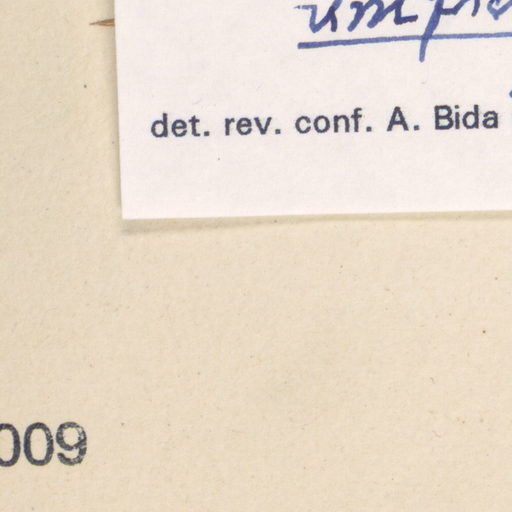 det. rev. conf. A. Bida
009